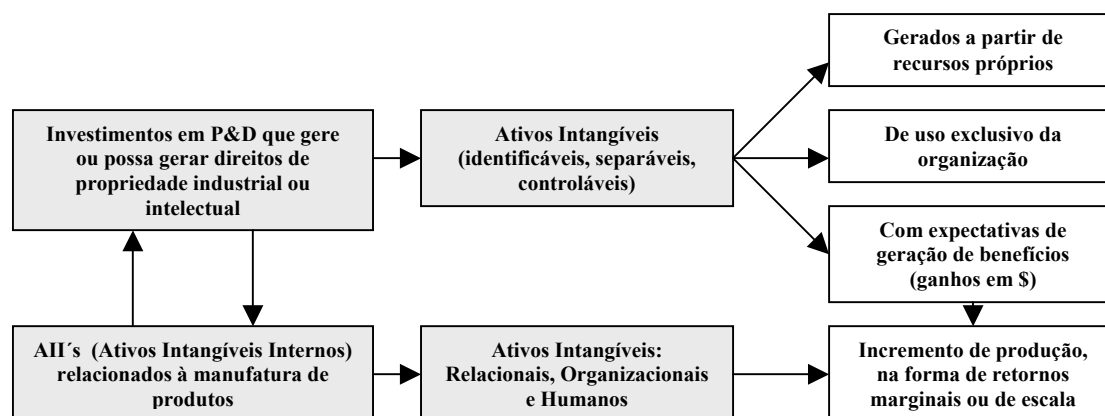 Gerados a partir de
recursos próprios
Investimentos em P&D que gere
ou possa gerar direitos de
propriedade industrial ou
intelectual
Ativos Intangíveis
(identificáveis, separáveis,
controláveis)
De uso exclusivo da
organização
Com expectativas de
geração de benefícios
(ganhos em $)
AII´s (Ativos Intangíveis Internos)
relacionados à manufatura de
produtos
Ativos Intangíveis:
Relacionais, Organizacionais
e Humanos
Incremento de produção,
na forma de retornos
marginais ou de escala